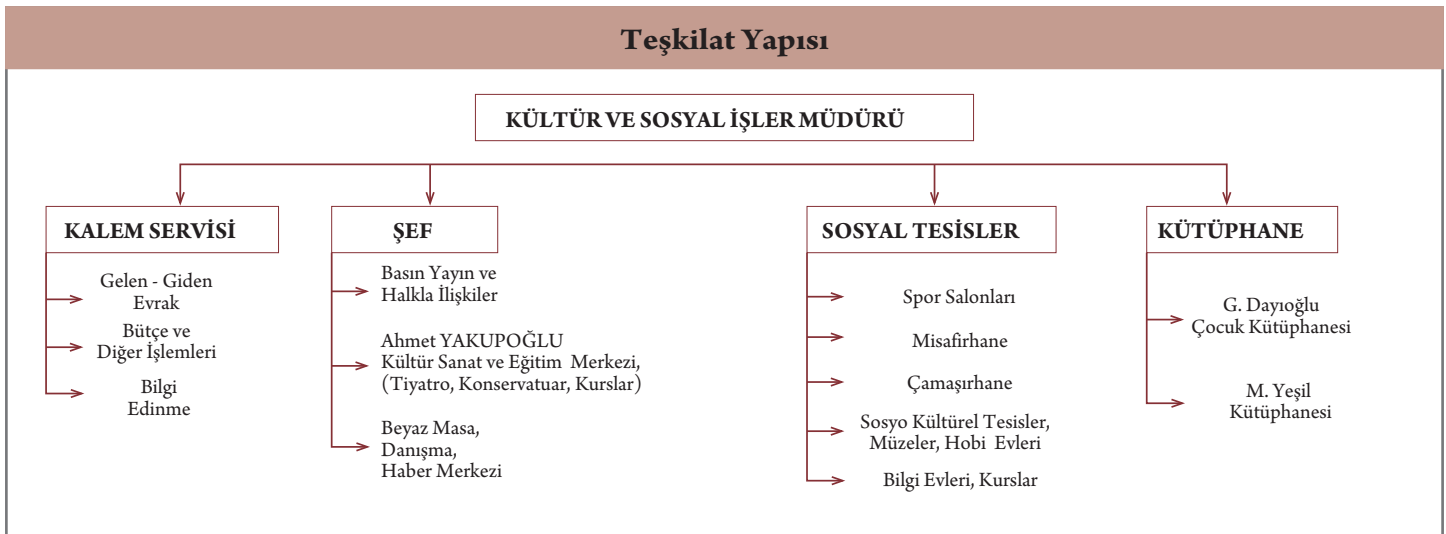 Teşkilat Yapısı
KÜLTÜR VE SOSYAL İŞLER MÜDÜRÜ
KALEM SERVİSİ
Gelen - Giden
Evrak
Bütçe ve
Diğer İşlemleri
Bilgi
Edinme
ŞEF
Basın Yayın ve
Halkla İlişkiler
Ahmet YAKUPOĞLU
Kültür Sanat ve Eğitim Merkezi,
(Tiyatro, Konservatuar, Kurslar)
Beyaz Masa,
Danışma,
Haber Merkezi
SOSYAL TESİSLER
Spor Salonları
Misafirhane
Çamaşırhane
Sosyo Kültürel Tesisler,
Müzeler, Hobi Evleri
Bilgi Evleri, Kurslar
KÜTÜPHANE
G. Dayıoğlu
Çocuk Kütüphanesi
M. Yeşil
Kütüphanesi